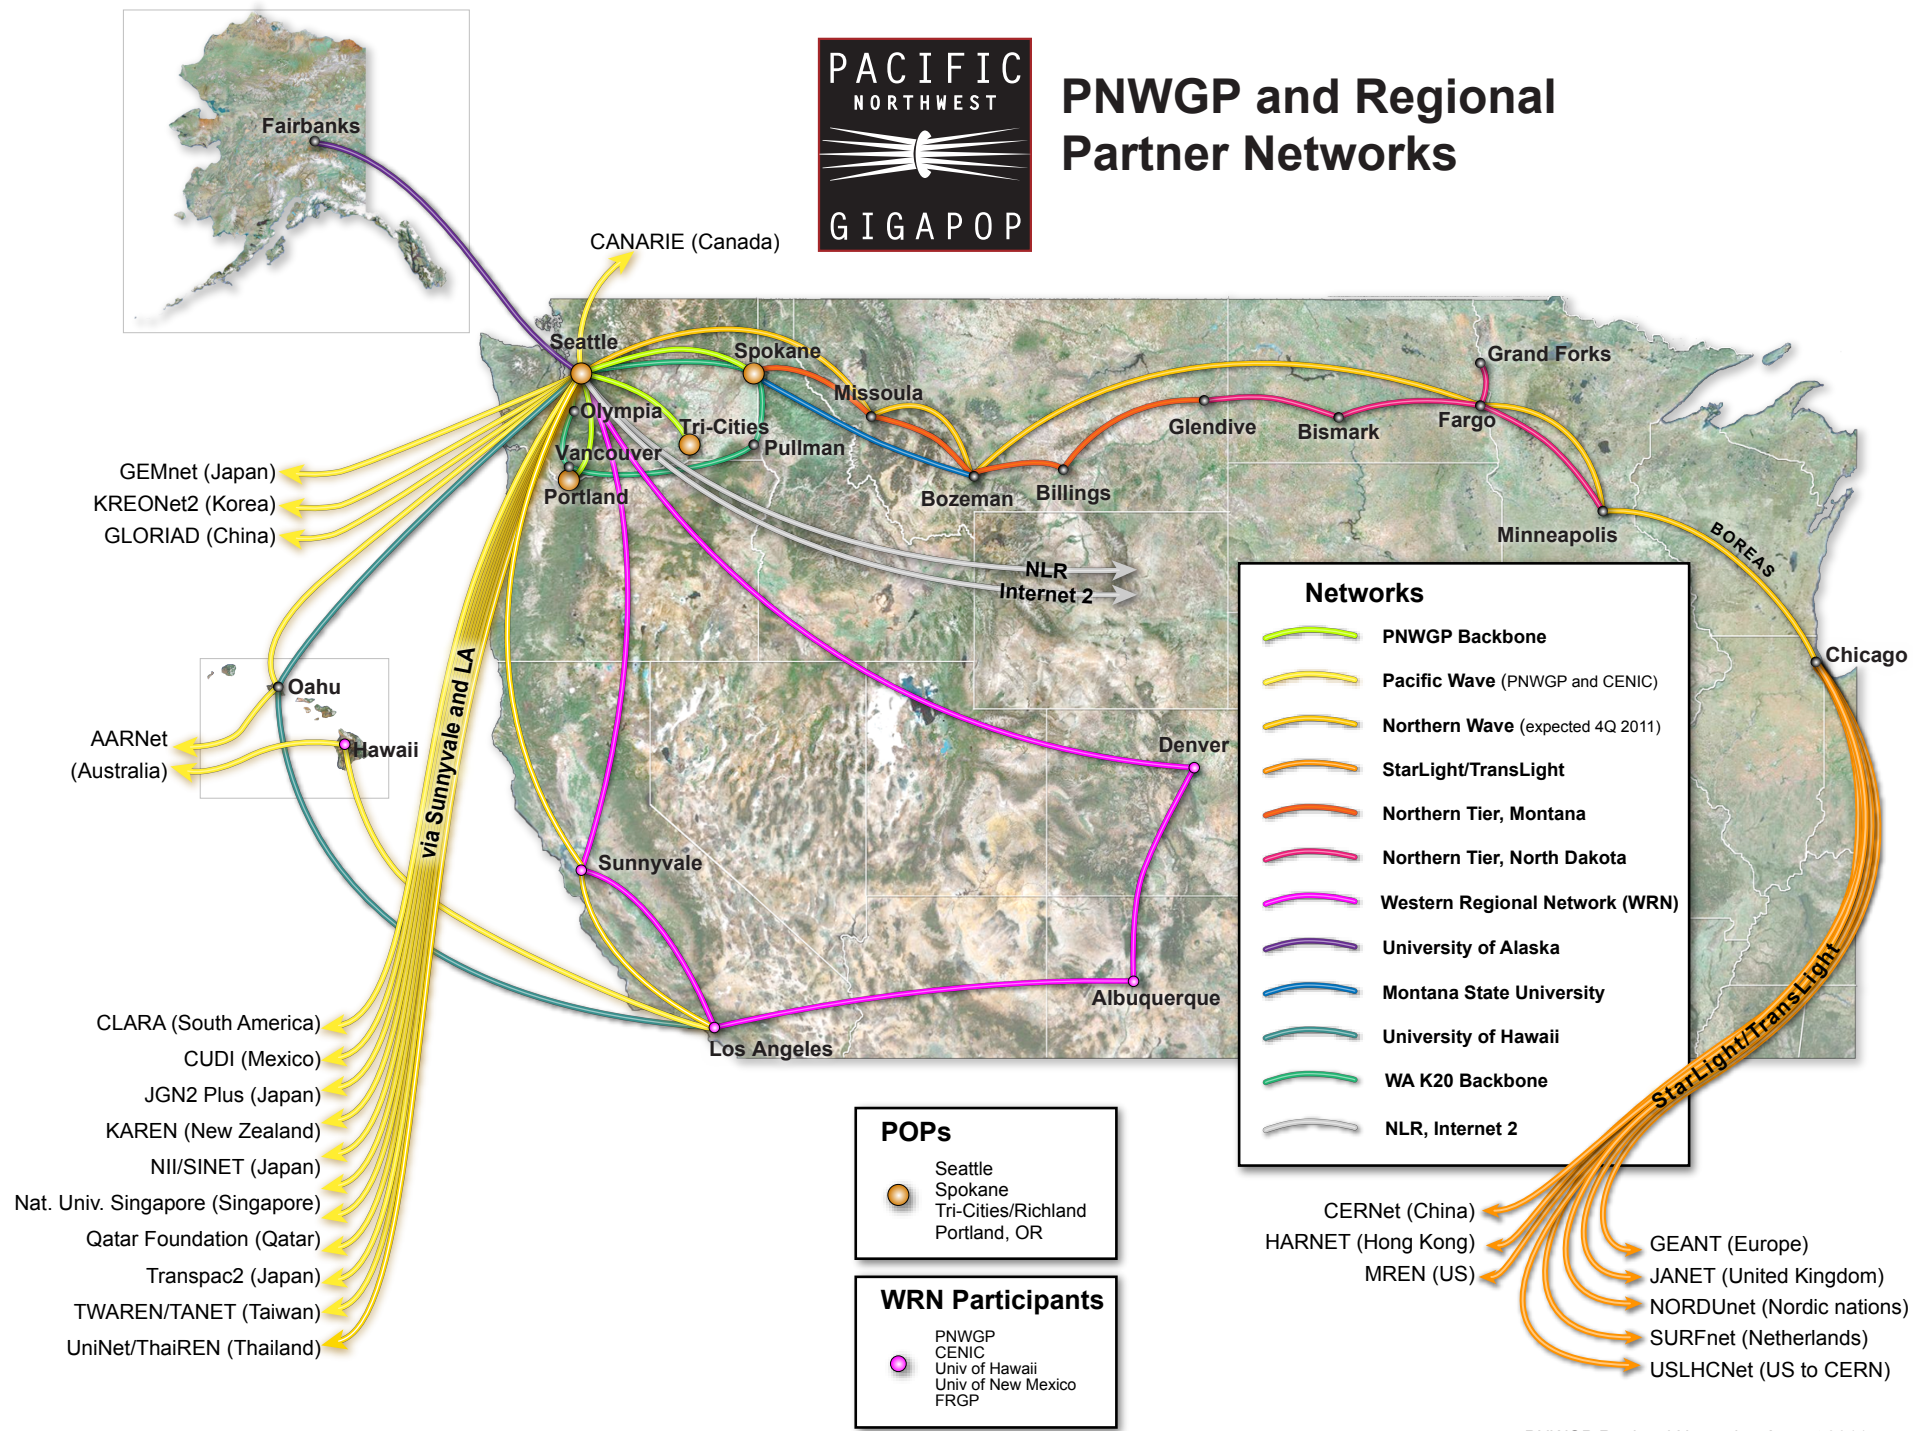 PACIFIC
NORTHWEST
GIGAPOP
PNWGP and Regional
Partner Networks
Fairbanks
CANARIE (Canada)
Seattle
Spokane
Olympia
Tri-Cities
Vancouver
Pullman
Portland
Missoula
Bozeman
Billings
Glendive
Bismark
Fargo
Grand Forks
Minneapolis
BOREAS
Chicago
NLR
Internet 2
GEMnet (Japan)
KREONet2 (Korea)
GLORIAD (China)
Oahu
Hawaii
AARNet
(Australia)
via Sunnyvale and LA
Sunnyvale
Los Angeles
Denver
Albuquerque
CLARA (South America)
CUDI (Mexico)
JGN2 Plus (Japan)
KAREN (New Zealand)
NII/SINET (Japan)
Nat. Univ. Singapore (Singapore)
Qatar Foundation (Qatar)
Transpac2 (Japan)
TWAREN/TANET (Taiwan)
UniNet/ThaiREN (Thailand)
Networks
PNWGP Backbone
Pacific Wave (PNWGP and CENIC)
Northern Wave (expected 4Q 2011)
StarLight/TransLight
Northern Tier, Montana
Northern Tier, North Dakota
Western Regional Network (WRN)
University of Alaska
Montana State University
University of Hawaii
WA K20 Backbone
NLR, Internet 2
POPs
Seattle
Spokane
Tri-Cities/Richland
Portland, OR
WRN Participants
PNWGP
CENIC
Univ of Hawaii
Univ of New Mexico
FRGP
StarLight/TransLight
CERNet (China)
HARNET (Hong Kong)
MREN (US)
GEANT (Europe)
JANET (United Kingdom)
NORDUnet (Nordic nations)
SURFnet (Netherlands)
USLHCNet (US to CERN)